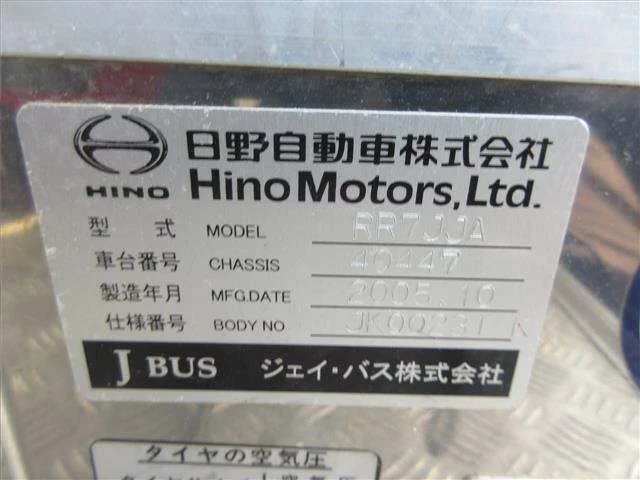 HINO
日野自動車株式会社
Hino Motors, Ltd.
型 式 MODEL RR7JJA
車台番号 CHASSIS 40447
製造年月 MFG.DATE 2005.10
仕様番号 BODY NO JK00231 K
J BUS ジェイ・バス株式会社
タイヤの空気圧